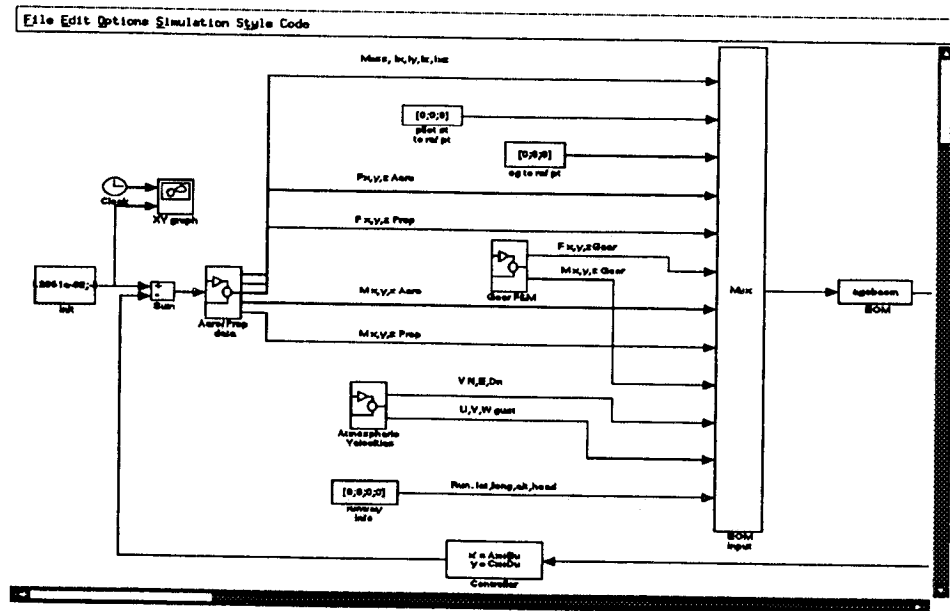 File Edit Options Simulation Style Code
Mass, Ix,Iy,Iz,Ixz
[0;0;0]
pilot st
to ref pt
[0;0;0]
cg to ref pt
Fx,y,z Aero
Clock
XY graph
F x,y,z Prop
F x,y,z Gear
M x,y,z Gear
Gear F&M
Init
+
-
Sum
Aero/Prop
data
M x,y,z Aero
Mux
EOM
M x,y,z Prop
V N,E,Dn
U,V,W gust
Atmospheric
Velocities
[0;0;0;0]
runway
info
Run. lat,long,alt,head
EOM
Input
x' = Ax+Bu
y = Cx+Du
Controller